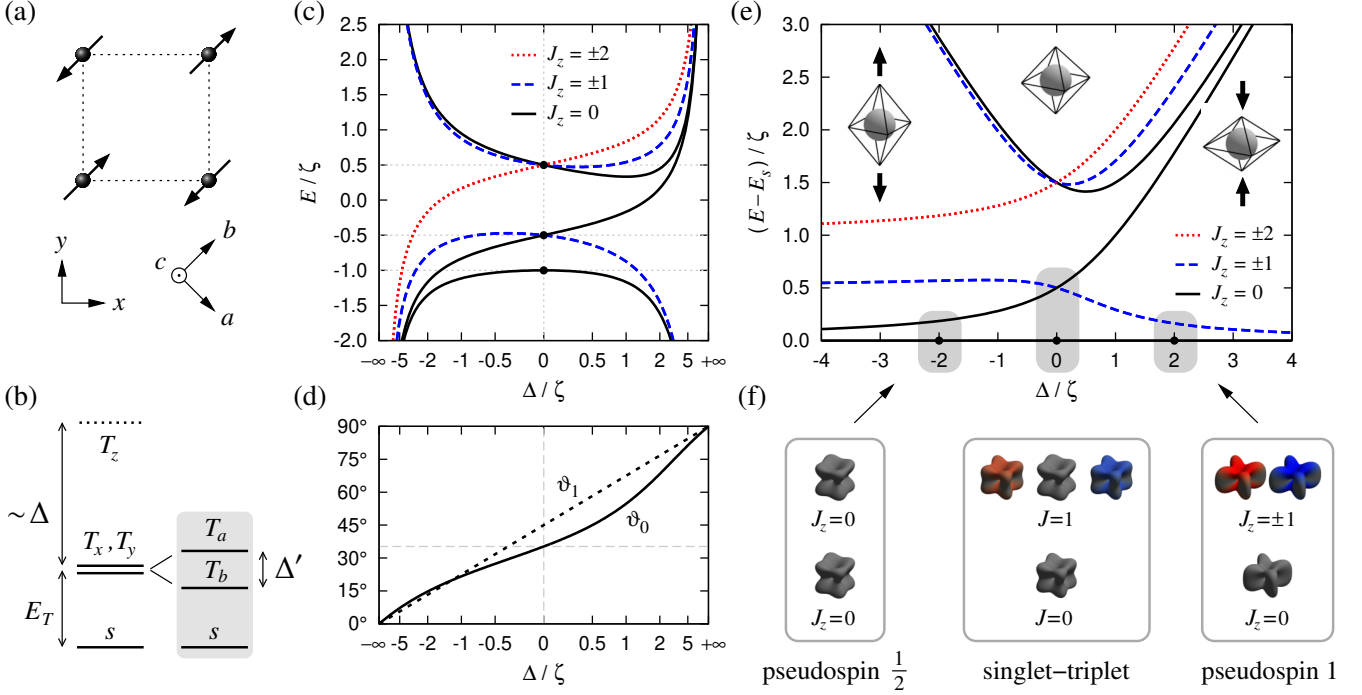 (a)
y
x
b
c
a
(b)
T_z
~Δ
T_x , T_y
E_T
s
T_a
T_b
Δ′
s
(c)
E / ζ
2.5
2.0
1.5
1.0
0.5
0.0
-0.5
-1.0
-1.5
-2.0
J_z = ±2
J_z = ±1
J_z = 0
−∞ -5 -2 -1 0 0.5 1 2 5 +∞
Δ / ζ
(d)
90°
75°
60°
45°
30°
15°
0°
ϑ_1
ϑ_0
−∞ -5 -2 -1 0 0.5 1 2 5 +∞
Δ / ζ
(e)
(E − E_s) / ζ
3.0
2.5
2.0
1.5
1.0
0.5
0.0
J_z = ±2
J_z = ±1
J_z = 0
-4 -3 -2 -1 0 1 2 3 4
Δ / ζ
(f)
J_z=0
J_z=0
pseudospin 1/2
J=1
J=0
singlet−triplet
J_z=±1
J_z=0
pseudospin 1